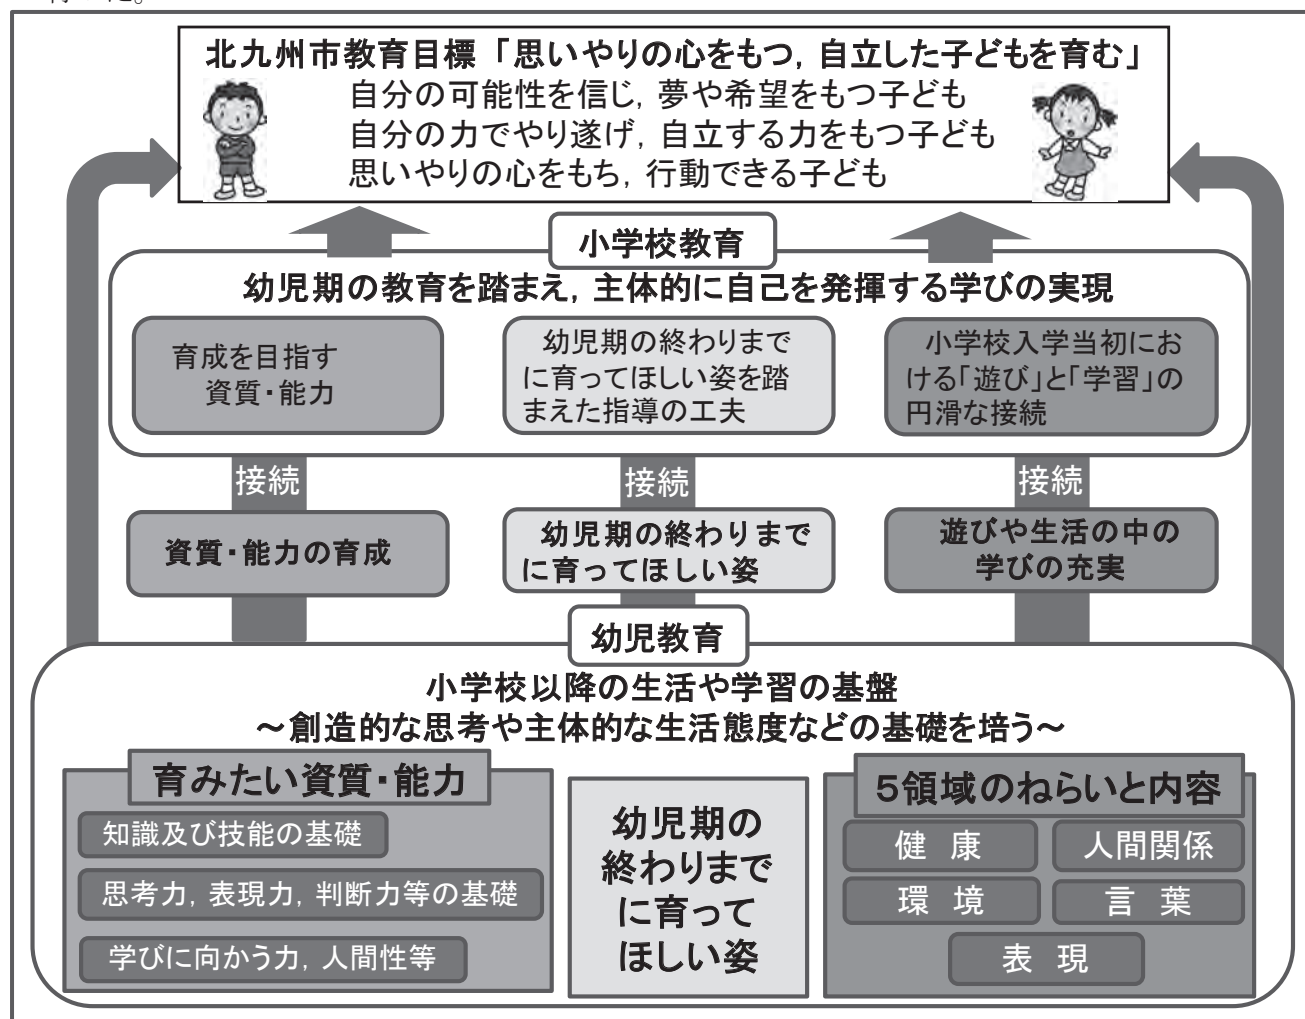 北九州市教育目標「思いやりの心をもつ，自立した子どもを育む」
自分の可能性を信じ，夢や希望をもつ子ども
自分の力でやり遂げ，自立する力をもつ子ども
思いやりの心をもち，行動できる子ども
小学校教育
幼児期の教育を踏まえ，主体的に自己を発揮する学びの実現
育成を目指す
資質・能力
幼児期の終わりまで
に育ってほしい姿を踏
まえた指導の工夫
小学校入学当初にお
ける「遊び」と「学習」の
円滑な接続
接続
接続
接続
資質・能力の育成
幼児期の終わりまで
に育ってほしい姿
遊びや生活の中の
学びの充実
幼児教育
小学校以降の生活や学習の基盤
～創造的な思考や主体的な生活態度などの基礎を培う～
育みたい資質・能力
知識及び技能の基礎
思考力，表現力，判断力等の基礎
学びに向かう力，人間性等
幼児期の
終わりまで
に育って
ほしい姿
５領域のねらいと内容
健 康
人間関係
環 境
言 葉
表 現